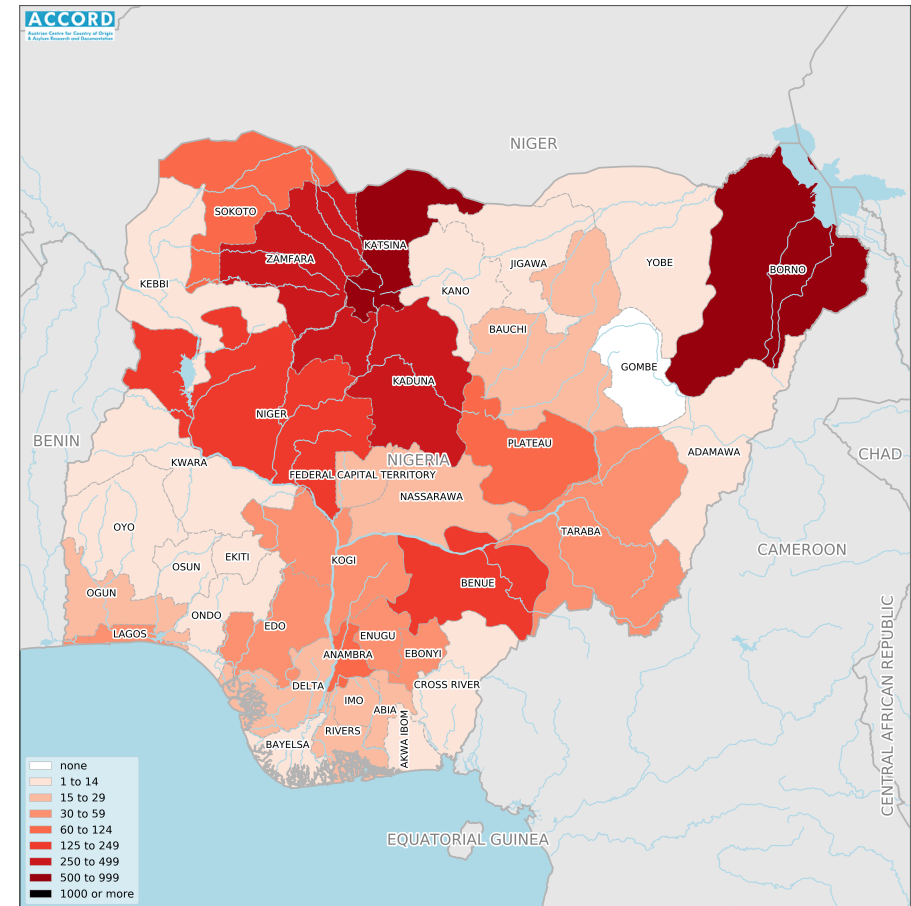 ACCORD
Austrian Centre for Country of Origin
& Asylum Research and Documentation
NIGER
SOKOTO
KATSINA
ZAMFARA
JIGAWA
YOBE
BORNO
KEBBI
KANO
BAUCHI
GOMBE
KADUNA
NIGER
BENIN
PLATEAU
ADAMAWA
CHAD
KWARA
NIGERIA
FEDERAL CAPITAL TERRITORY
NASSARAWA
OYO
TARABA
CAMEROON
EKITI
KOGI
OSUN
BENUE
OGUN
ONDO
EDO
LAGOS
ENUGU
ANAMBRA
EBONYI
DELTA
CROSS RIVER
IMO
ABIA
RIVERS
AKWA IBOM
BAYELSA
CENTRAL AFRICAN REPUBLIC
EQUATORIAL GUINEA
none
1 to 14
15 to 29
30 to 59
60 to 124
125 to 249
250 to 499
500 to 999
1000 or more